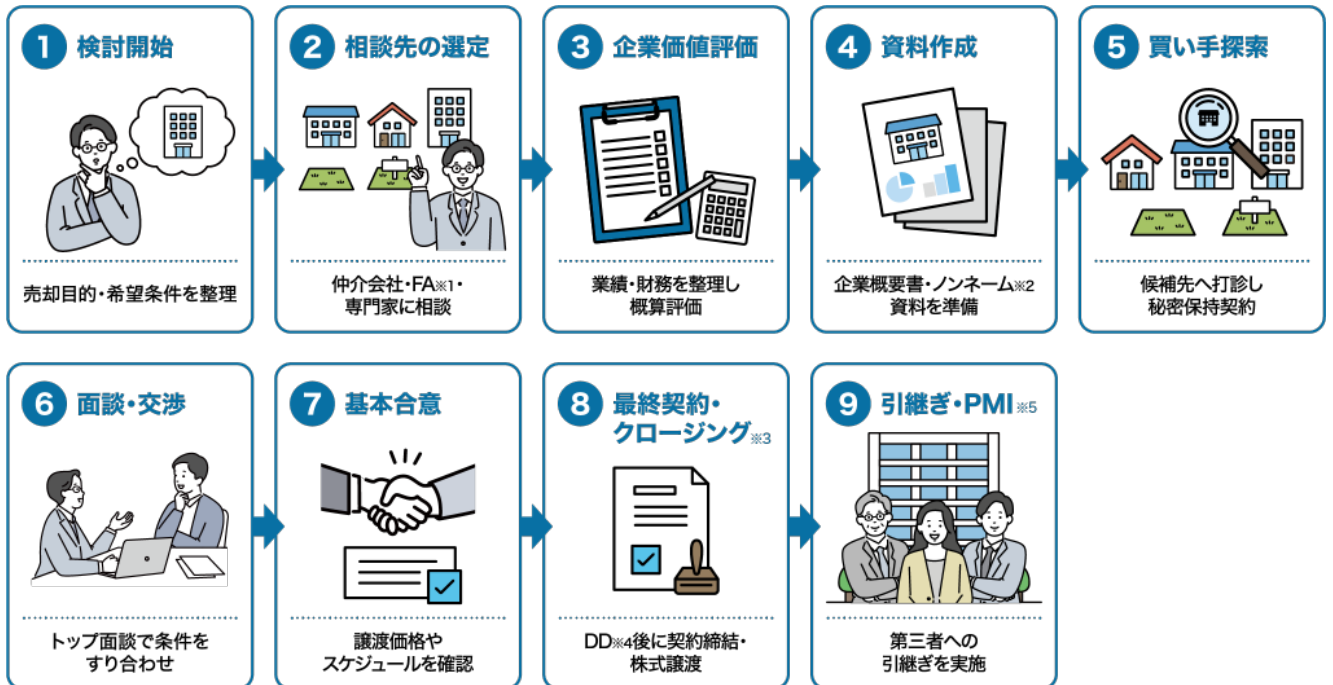 1 検討開始
売却目的・希望条件を整理
2 相談先の選定
仲介会社・FA※1・
専門家に相談
3 企業価値評価
業績・財務を整理し
概算評価
4 資料作成
企業概要書・ノンネーム※2
資料を準備
5 買い手探索
候補先へ打診し
秘密保持契約
6 面談・交渉
トップ面談で条件を
すり合わせ
7 基本合意
譲渡価格や
スケジュールを確認
8 最終契約・
クロージング※3
DD※4後に契約締結・
株式譲渡
9 引継ぎ・PMI※5
第三者への
引継ぎを実施